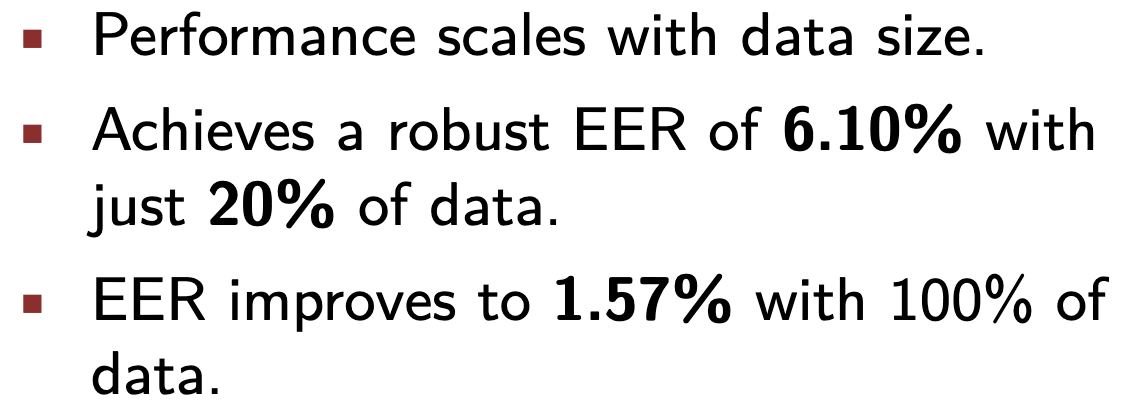 ▪ Performance scales with data size.
▪ Achieves a robust EER of 6.10% with
just 20% of data.
▪ EER improves to 1.57% with 100% of
data.